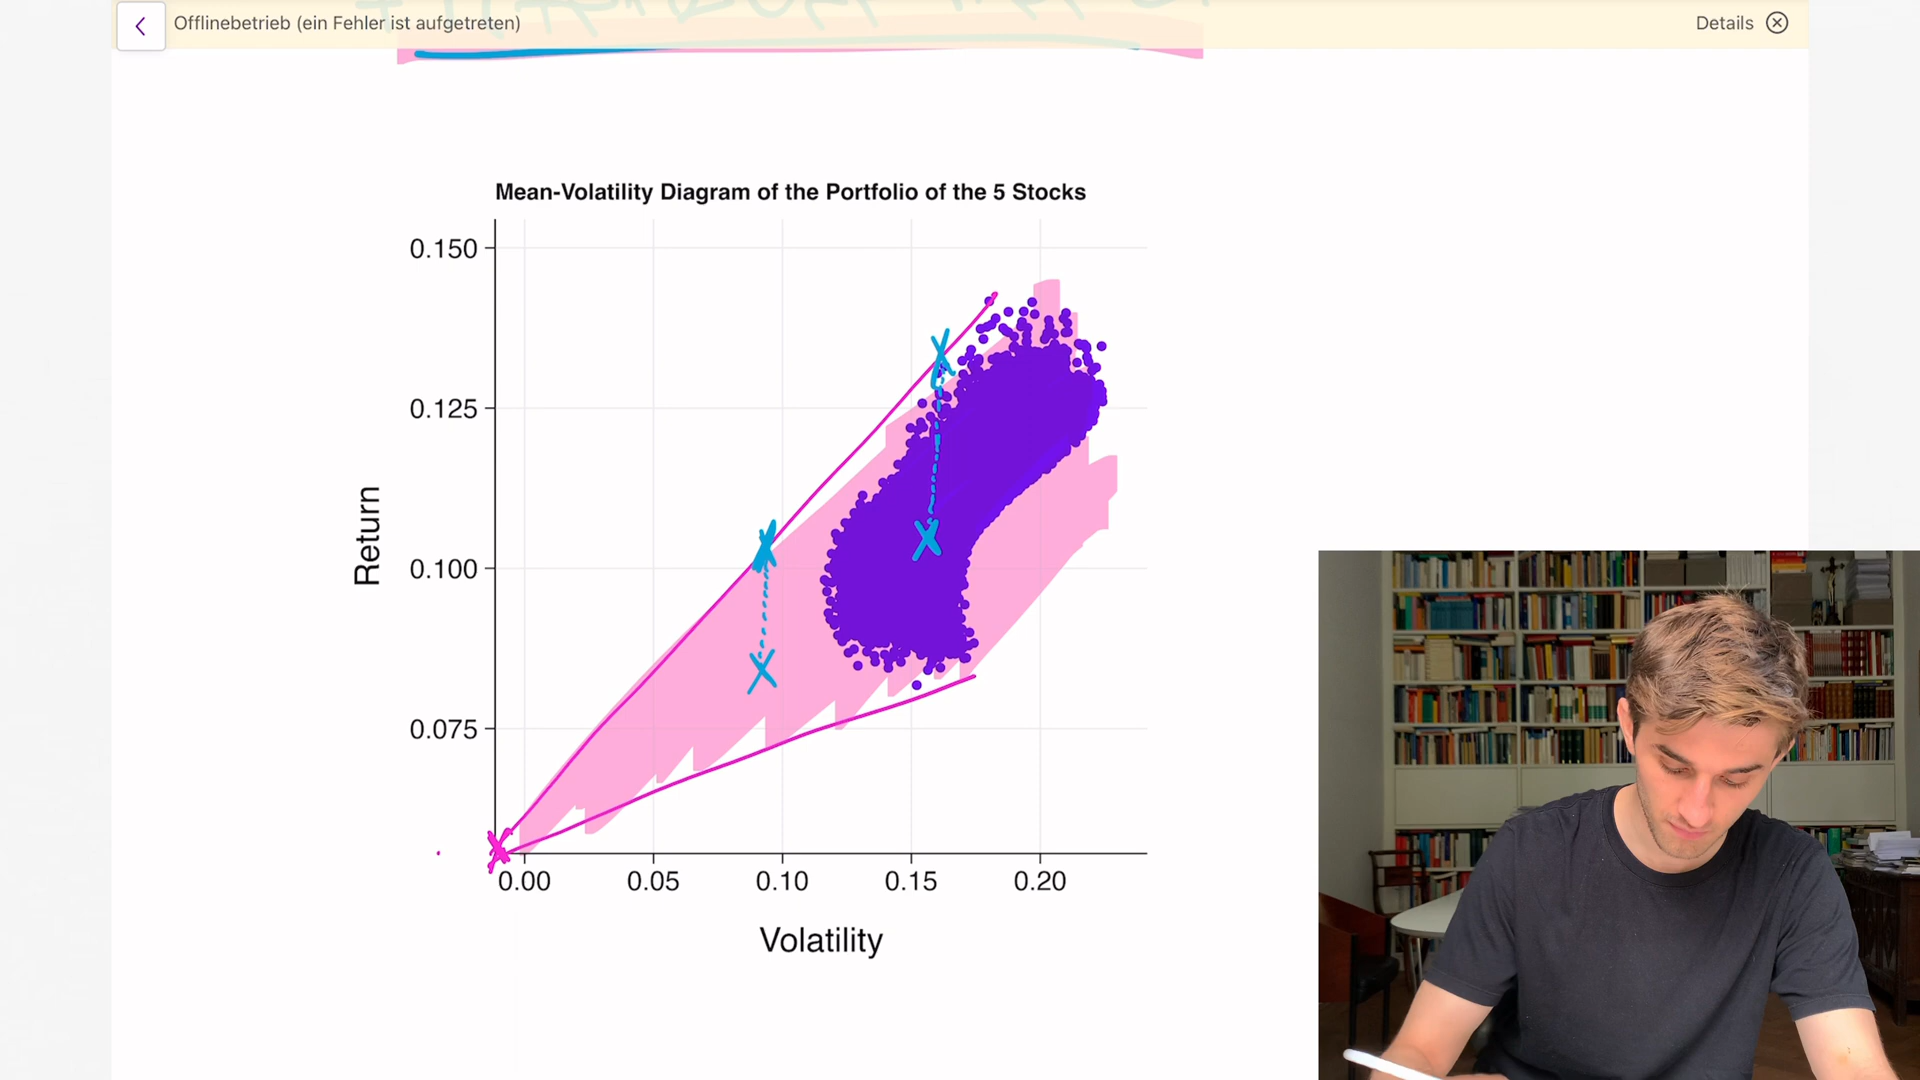 Offlinebetrieb (ein Fehler ist aufgetreten)
Details
Mean-Volatility Diagram of the Portfolio of the 5 Stocks
0.150
0.125
0.100
0.075
Return
0.00 0.05 0.10 0.15 0.20
Volatility